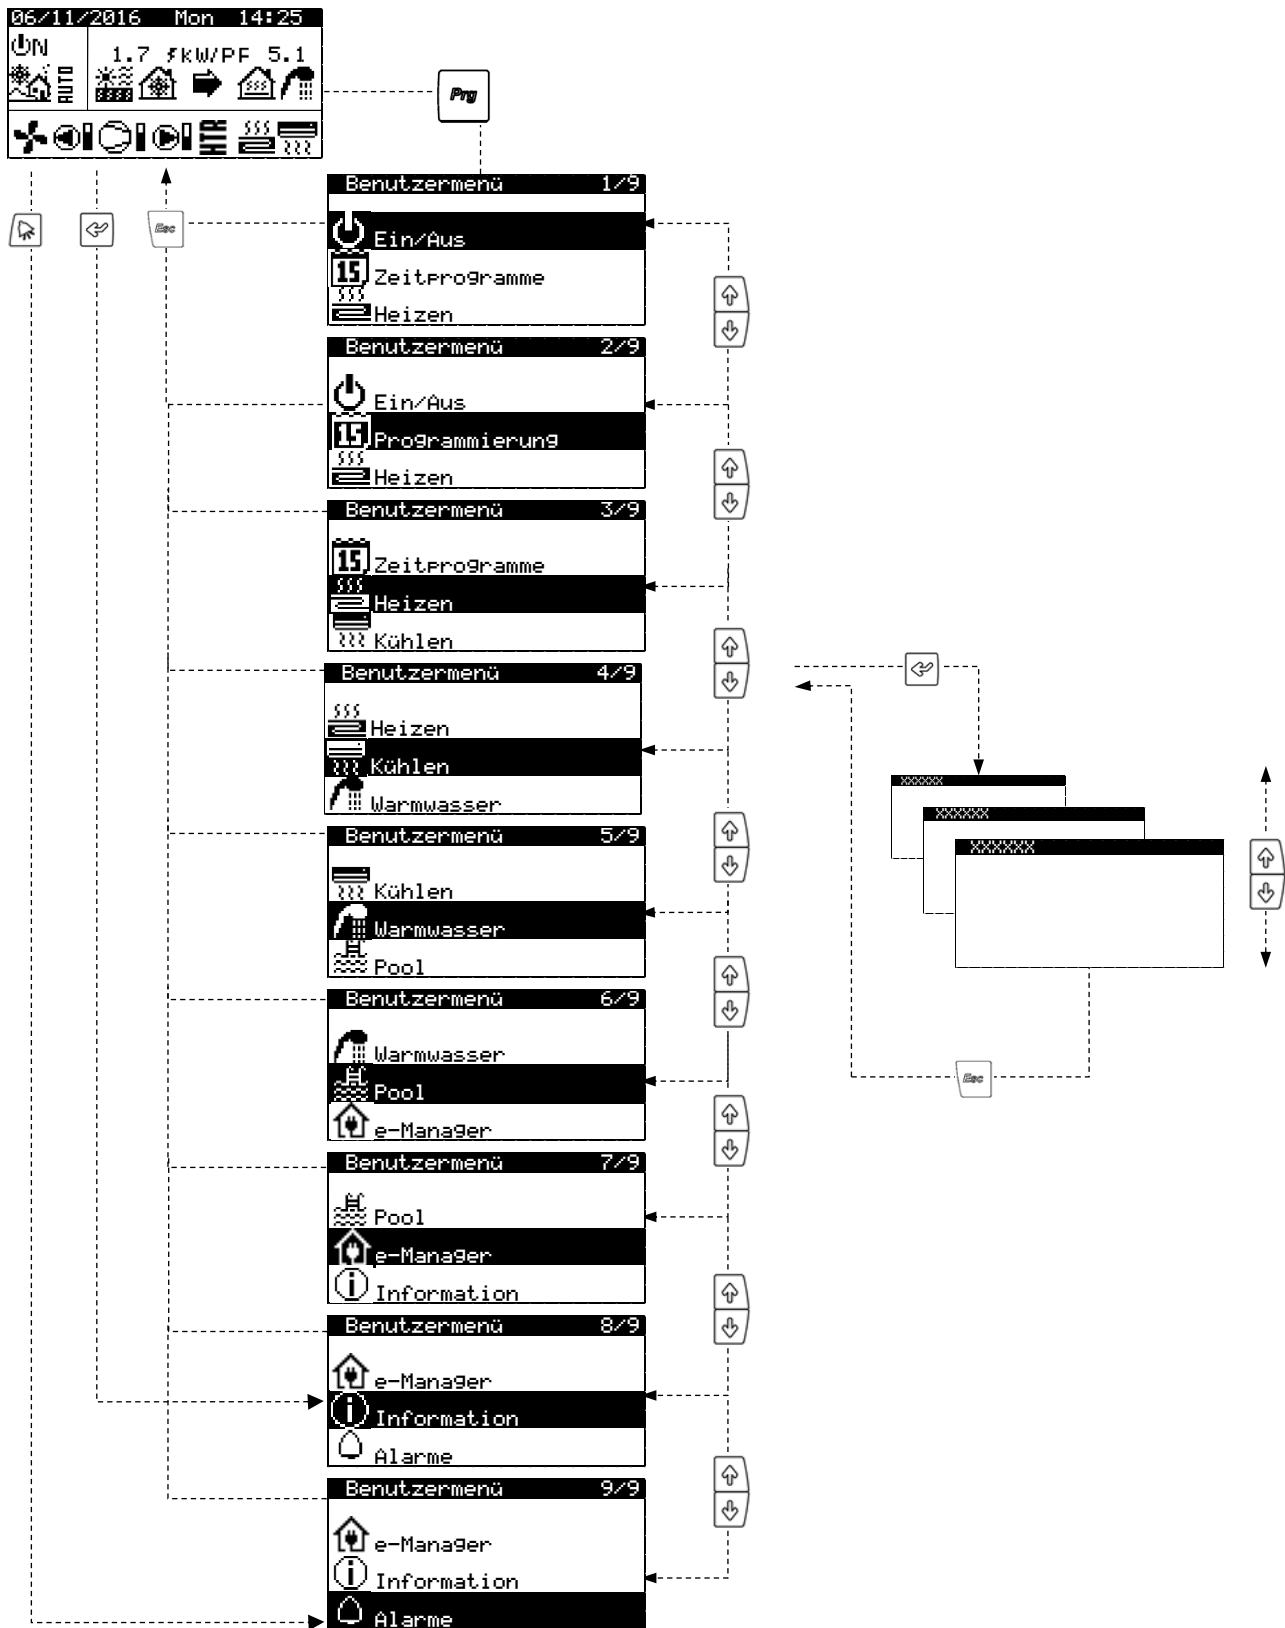 06/11/2016 Mon 14:25
ON
1.7 kW/PF 5.1
AUTO
HTR
Prg
Esc
Benutzermenü 1/9
Ein/Aus
15
Zeitprogramme
Heizen
Benutzermenü 2/9
Ein/Aus
15
Programmierung
Heizen
Benutzermenü 3/9
15
Zeitprogramme
Heizen
Kühlen
Benutzermenü 4/9
Heizen
Kühlen
Warmwasser
Benutzermenü 5/9
Kühlen
Warmwasser
Pool
Benutzermenü 6/9
Warmwasser
Pool
e-Manager
Benutzermenü 7/9
Pool
e-Manager
Information
Benutzermenü 8/9
e-Manager
Information
Alarme
Benutzermenü 9/9
e-Manager
Information
Alarme
XXXXXX
XXXXXX
XXXXXX
Esc